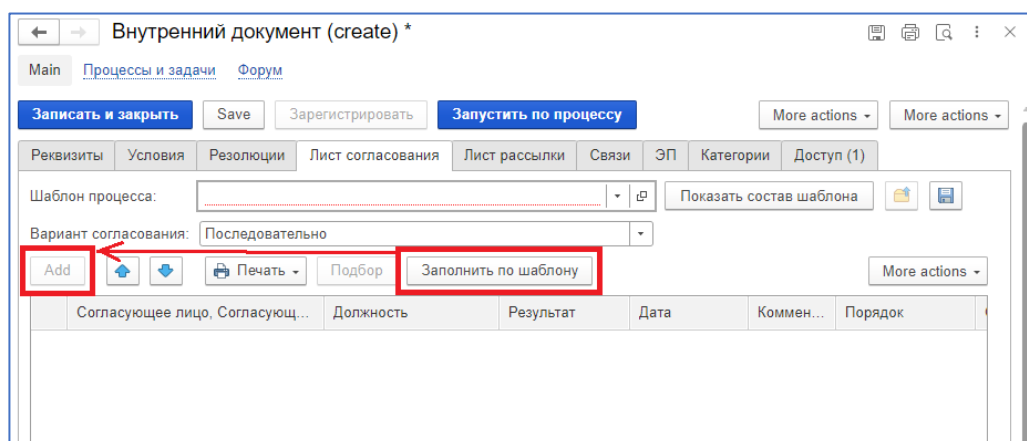 Внутренний документ (create) *
Main Процессы и задачи Форум
Записать и закрыть Save Зарегистрировать Запустить по процессу More actions More actions
Реквизиты Условия Резолюции Лист согласования Лист рассылки Связи ЭП Категории Доступ (1)
Шаблон процесса: Показать состав шаблона
Вариант согласования: Последовательно
Add Печать Подбор Заполнить по шаблону More actions
Согласующее лицо, Согласующ... Должность Результат Дата Коммен... Порядок